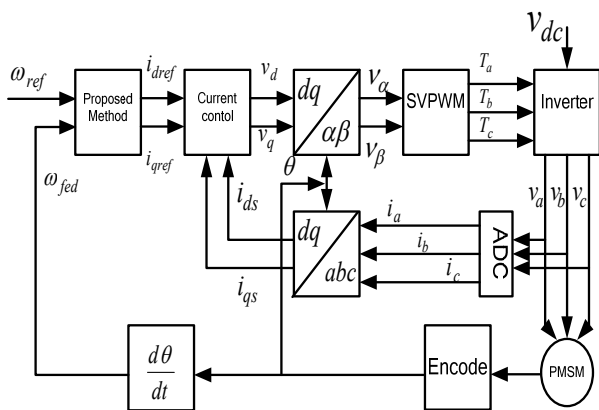 v_dc
ω_ref
i_dref
v_d
dq
v_α
SVPWM
T_a
Inverter
Proposed
Method
Current
contol
T_b
i_qref
v_q
αβ
v_β
T_c
ω_fed
θ
v_a
v_b
v_c
i_ds
dq
i_a
ADC
i_b
abc
i_c
i_qs
dθ
dt
Encode
PMSM